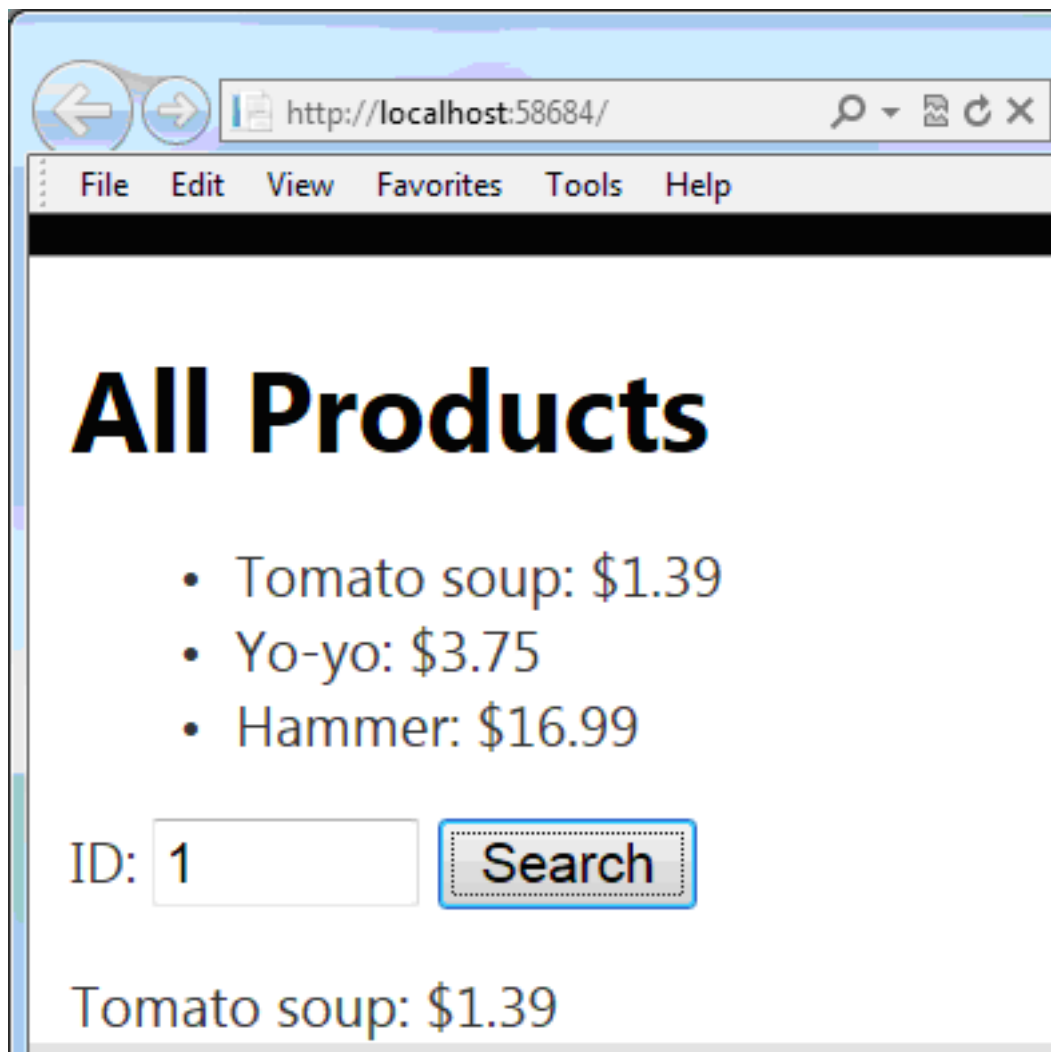 http://localhost:58684/
File Edit View Favorites Tools Help
All Products
• Tomato soup: $1.39
• Yo-yo: $3.75
• Hammer: $16.99
ID: 1 Search
Tomato soup: $1.39